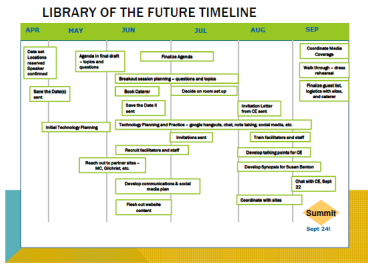 LIBRARY OF THE FUTURE TIMELINE
APR MAY JUN JUL AUG SEP
Date set
Locations
reserved
Speaker
confirmed
Agenda in final draft
– topics and
questions
Finalize Agenda
Coordinate Media
Coverage
Walk through – dress
rehearsal
Breakout session planning – questions and topics
Save the Date(s)
sent
Book Caterer
Decide on room set up
Finalize guest list,
logistics with sites
and caterer
Save the Date II
sent
Invitation Letter
from CE sent
Initial Technology Planning
Technology Planning and Practice – google hangouts, chat, note taking, social media, etc.
Invitations sent
Train facilitators and staff
Recruit facilitators and staff
Develop talking points for CE
Reach out to partner sites –
MC, Gilchrist, etc.
Develop Synopsis for Susan Benton
Develop communications & social
media plan
Chat with CE, Sept
22
Flesh out website
content
Coordinate with sites
Summit
Sept 24!